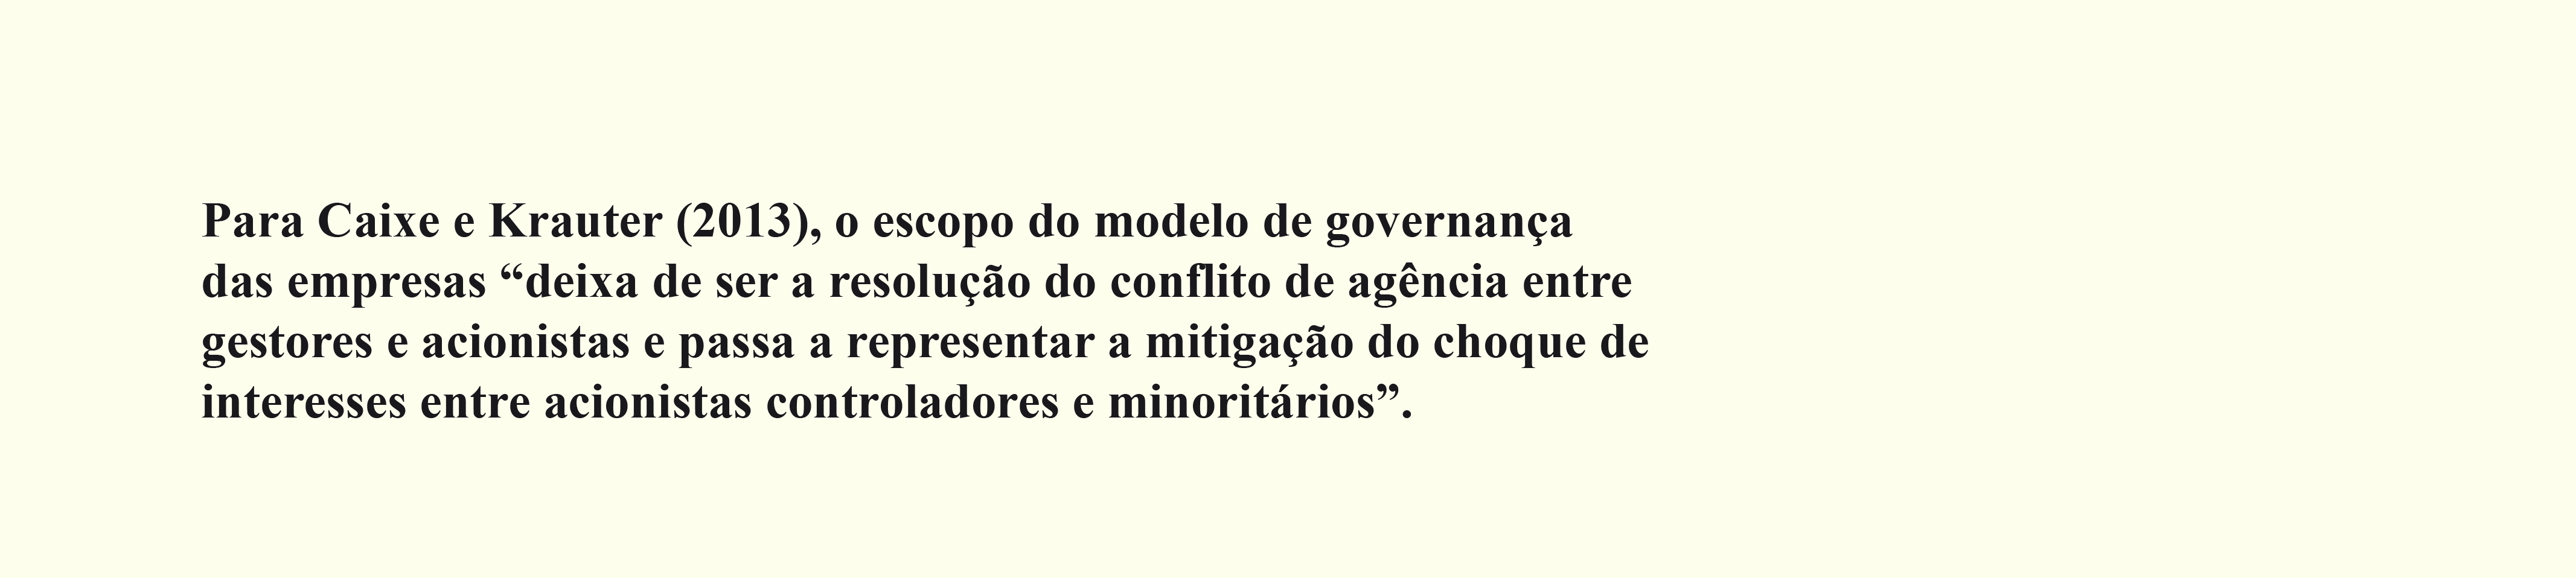 Para Caixe e Krauter (2013), o escopo do modelo de governança
das empresas “deixa de ser a resolução do conflito de agência entre
gestores e acionistas e passa a representar a mitigação do choque de
interesses entre acionistas controladores e minoritários”.